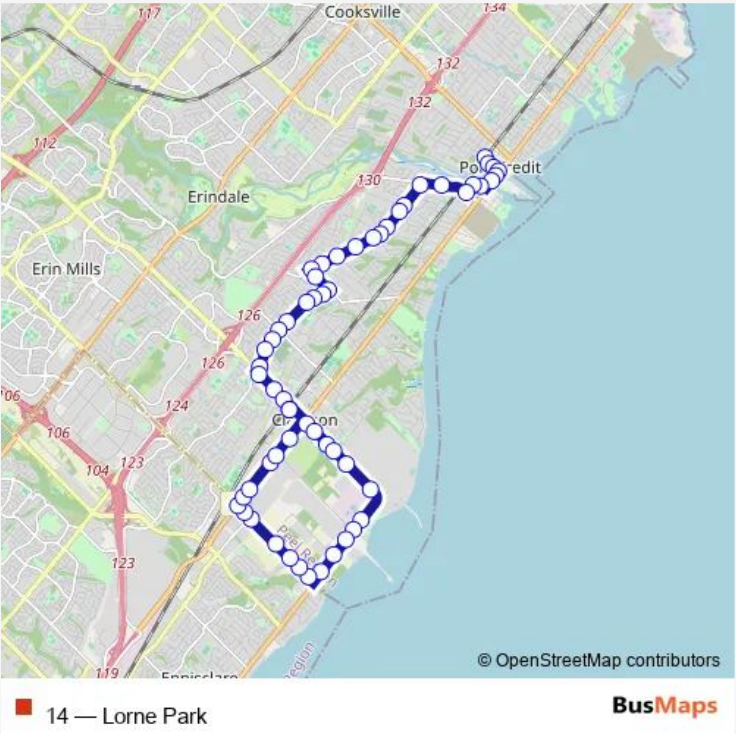 Cooksville
117
134
132
132
112
130
Erindale
Erin Mills
126
126
124
106
106
104
123
123
119
© OpenStreetMap contributors
14 — Lorne Park
BusMaps